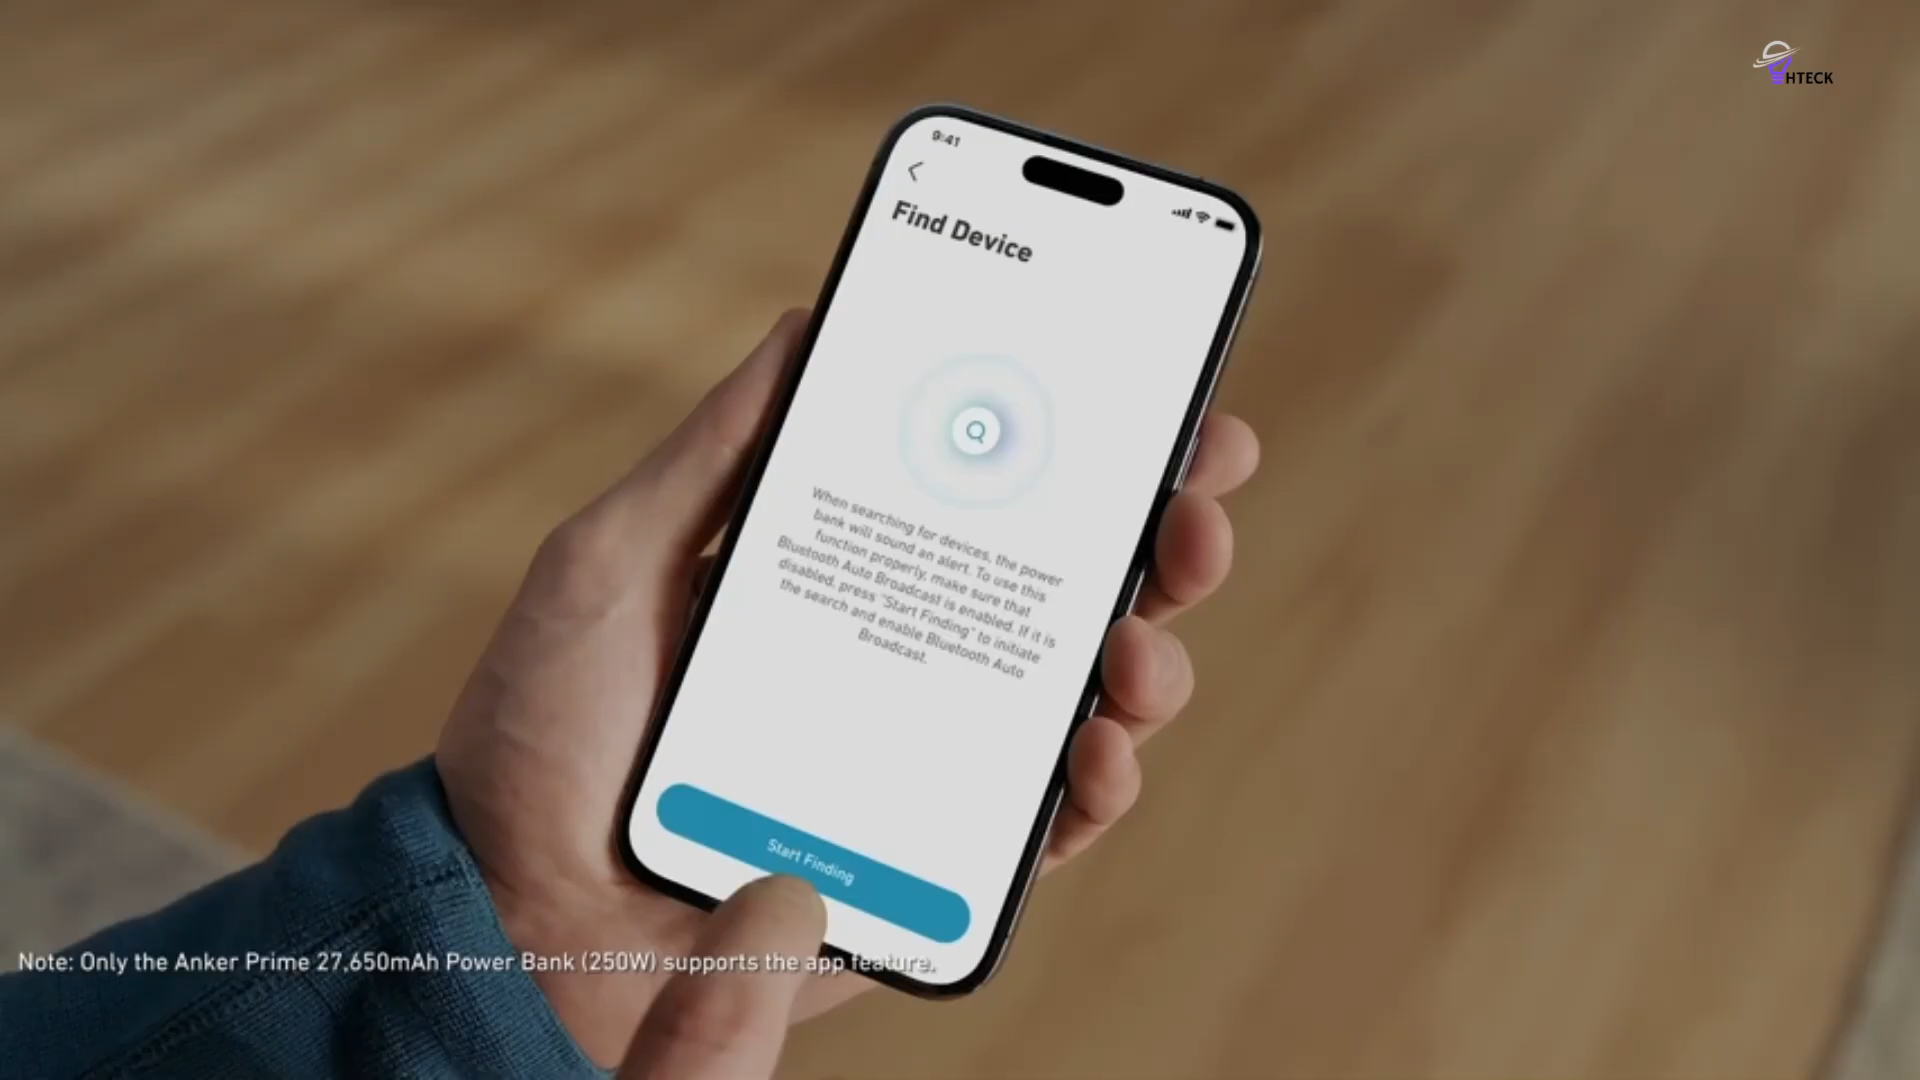 HTECK
9:41
Find Device
When searching for devices, the power
bank will sound an alert. To use this
function properly, make sure that
Bluetooth Auto Broadcast is enabled. If it is
disabled, press "Start Finding" to initiate
the search and enable Bluetooth Auto
Broadcast.
Start Finding
Note: Only the Anker Prime 27,650mAh Power Bank (250W) supports the app feature.